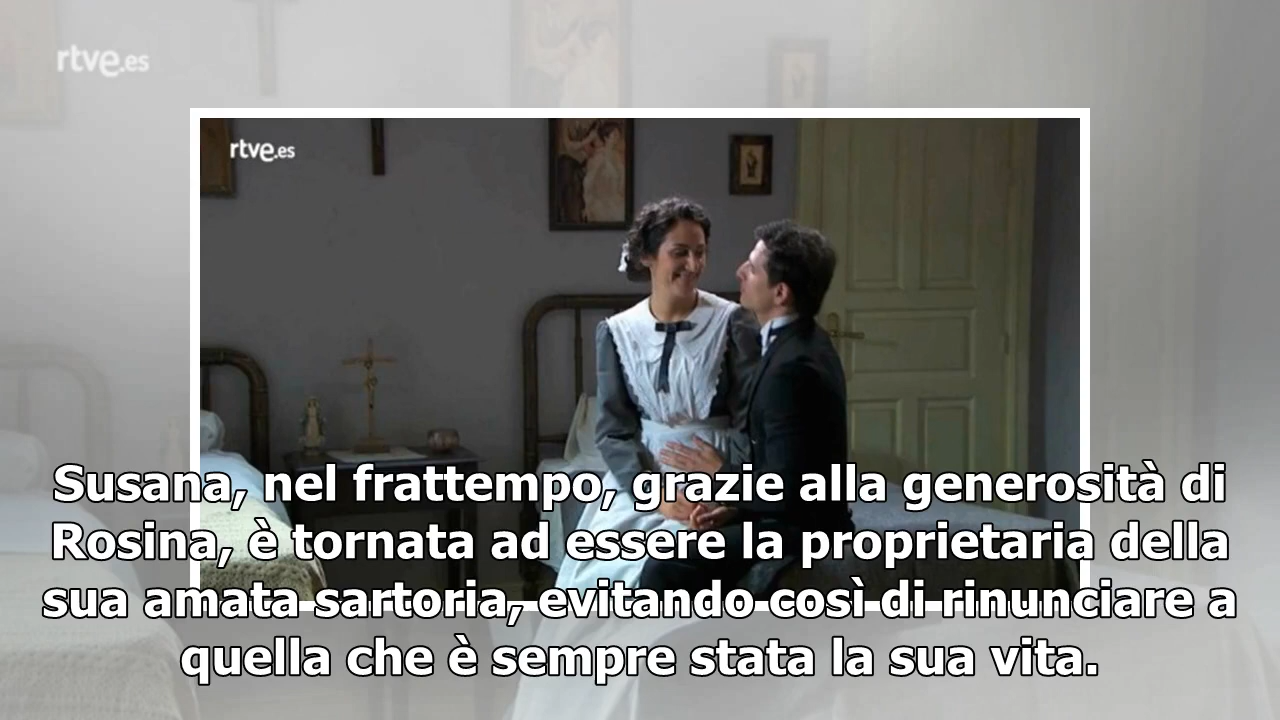 rtve.es
rtve.es
Susana, nel frattempo, grazie alla generosità di
Rosina, è tornata ad essere la proprietaria della
sua amata sartoria, evitando così di rinunciare a
quella che è sempre stata la sua vita.